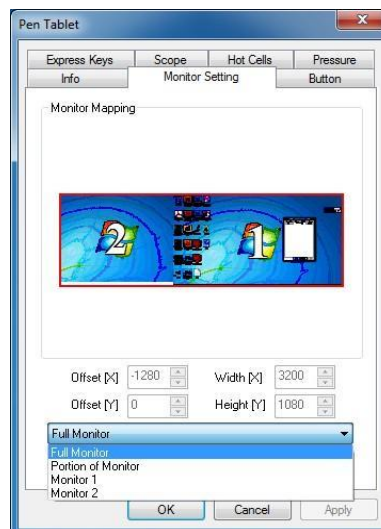 Pen Tablet
Express Keys Scope Hot Cells Pressure
Info Monitor Setting Button
Monitor Mapping
2 1
Offset [X] -1280 Width [X] 3200
Offset [Y] 0 Height [Y] 1080
Full Monitor
Full Monitor
Portion of Monitor
Monitor 1
Monitor 2
OK Cancel Apply